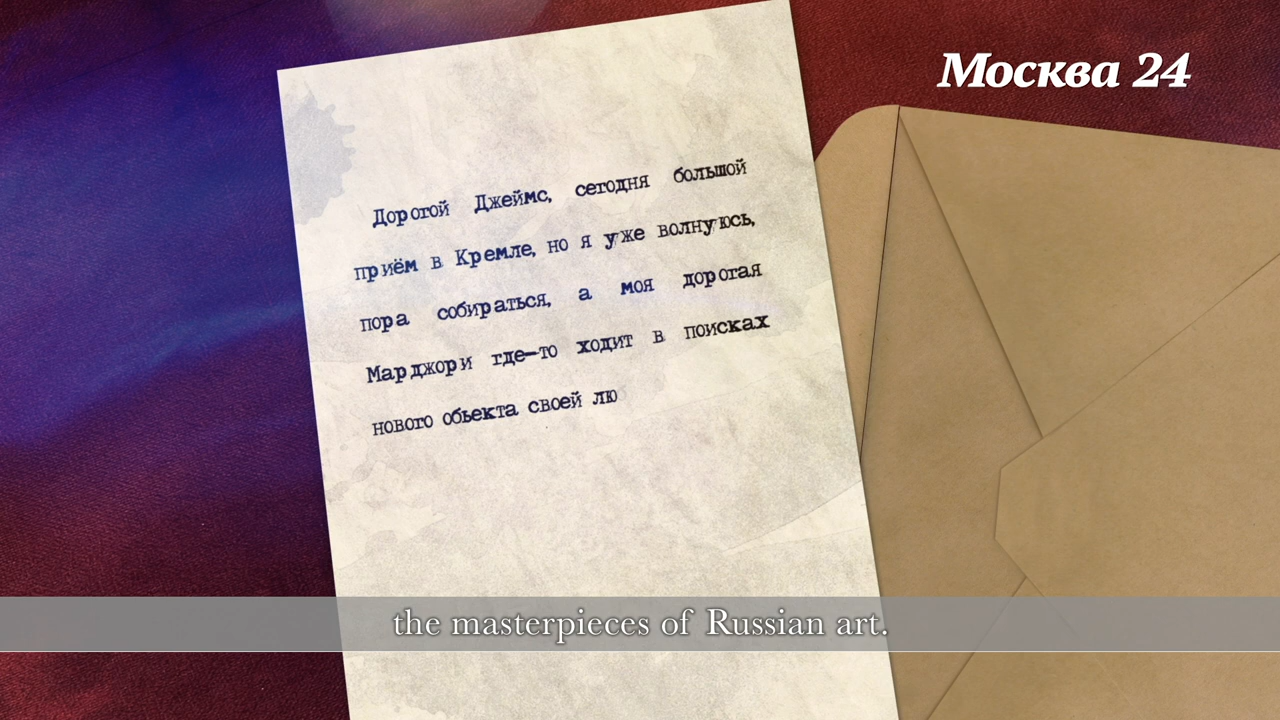 Москва 24
Дорогой Джеймс, сегодня большой
приём в Кремле, но я уже волнуюсь,
пора собираться, а моя дорогая
Марджори где-то ходит в поисках
нового обьекта своей лю
the masterpieces of Russian art.